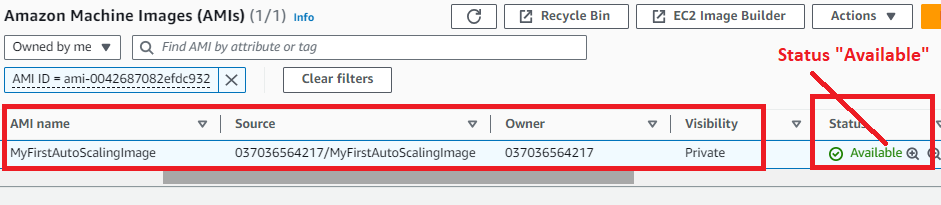 Amazon Machine Images (AMIs) (1/1) Info
Recycle Bin
EC2 Image Builder
Actions
Owned by me
Find AMI by attribute or tag
Status "Available"
AMI ID = ami-0042687082efdc932
Clear filters
AMI name Source Owner Visibility Status
MyFirstAutoScalingImage 037036564217/MyFirstAutoScalingImage 037036564217 Private Available